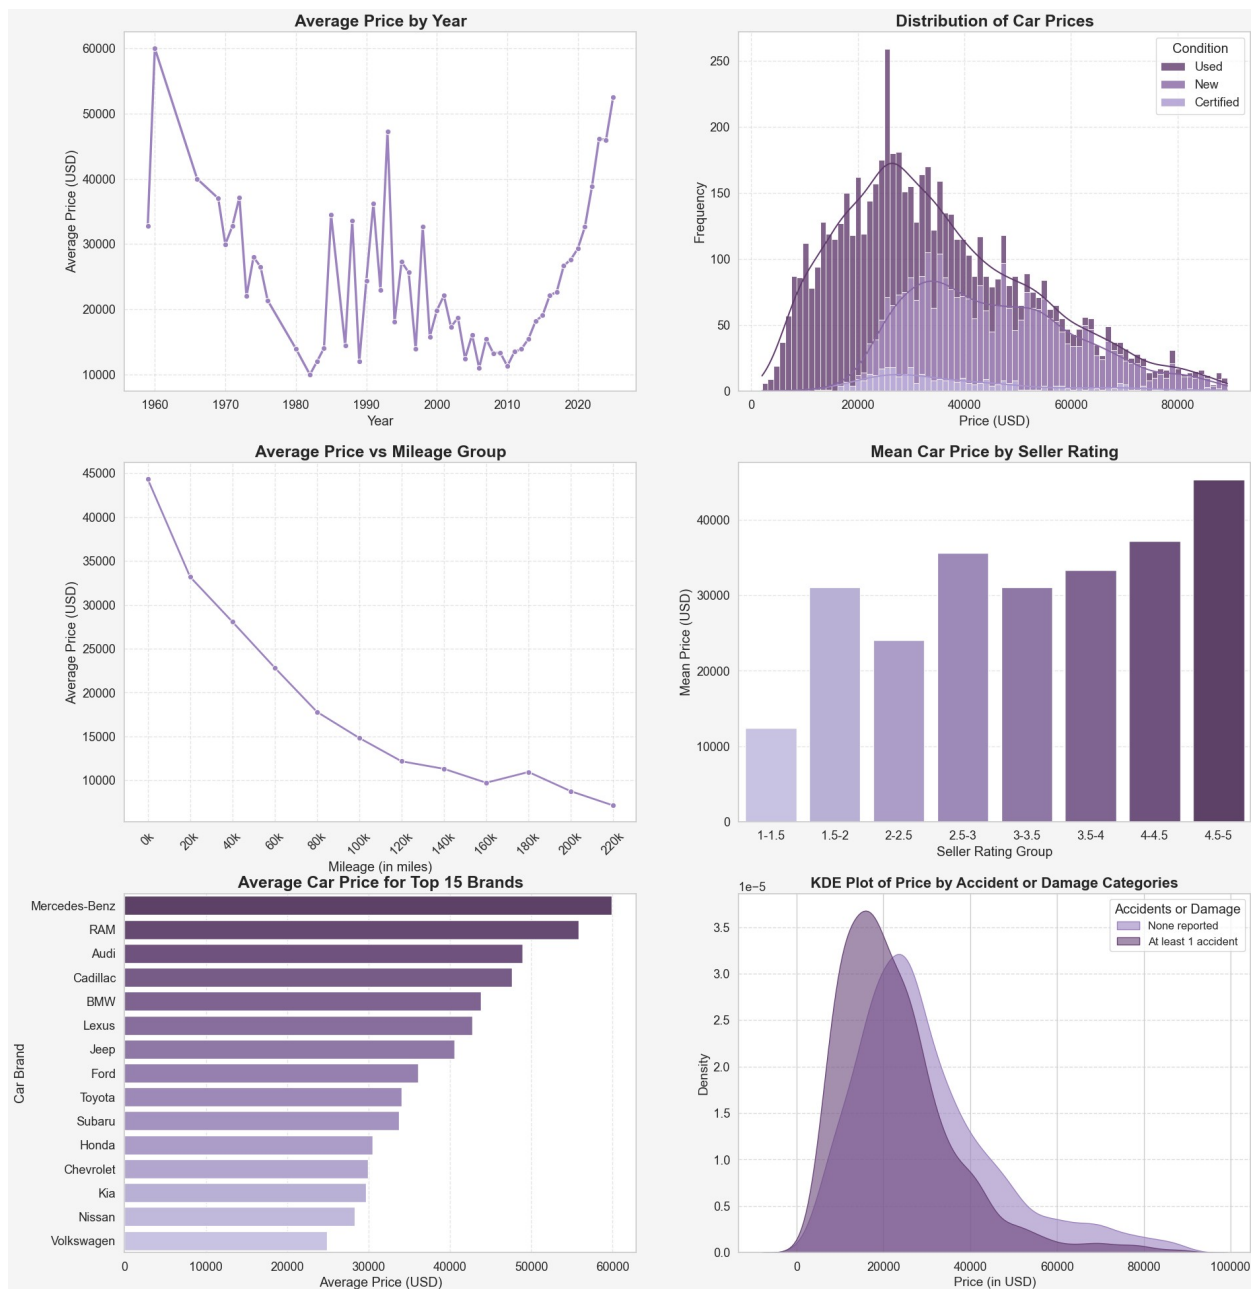 Average Price by Year
60000
50000
40000
30000
20000
10000
Average Price (USD)
1960 1970 1980 1990 2000 2010 2020
Year
Distribution of Car Prices
Condition
Used
New
Certified
250
200
150
100
50
0
Frequency
0 20000 40000 60000 80000
Price (USD)
Average Price vs Mileage Group
45000
40000
35000
30000
25000
20000
15000
10000
Average Price (USD)
0k 20k 40k 60k 80k 100k 120k 140k 160k 180k 200k 220k
Mileage (in miles)
Mean Car Price by Seller Rating
40000
30000
20000
10000
0
Mean Price (USD)
1-1.5 1.5-2 2-2.5 2.5-3 3-3.5 3.5-4 4-4.5 4.5-5
Seller Rating Group
Average Car Price for Top 15 Brands
Mercedes-Benz
RAM
Audi
Cadillac
BMW
Lexus
Jeep
Ford
Toyota
Subaru
Honda
Chevrolet
Kia
Nissan
Volkswagen
Car Brand
0 10000 20000 30000 40000 50000 60000
Average Price (USD)
KDE Plot of Price by Accident or Damage Categories
1e−5
Accidents or Damage
None reported
At least 1 accident
3.5
3.0
2.5
2.0
1.5
1.0
0.5
0.0
Density
0 20000 40000 60000 80000 100000
Price (in USD)